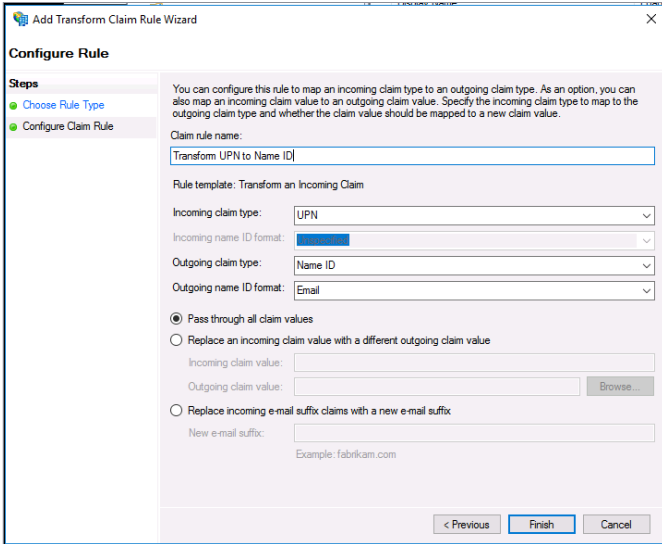 Add Transform Claim Rule Wizard
Configure Rule
Steps
Choose Rule Type
Configure Claim Rule
You can configure this rule to map an incoming claim type to an outgoing claim type. As an option, you can
also map an incoming claim value to an outgoing claim value. Specify the incoming claim type to map to the
outgoing claim type and whether the claim value should be mapped to a new claim value.
Claim rule name:
Transform UPN to Name ID
Rule template: Transform an Incoming Claim
Incoming claim type:
UPN
Incoming name ID format:
Outgoing claim type:
Name ID
Outgoing name ID format:
Email
Pass through all claim values
Replace an incoming claim value with a different outgoing claim value
Incoming claim value:
Outgoing claim value:
Browse...
Replace incoming e-mail suffix claims with a new e-mail suffix
New e-mail suffix:
Example: fabrikam.com
< Previous
Finish
Cancel